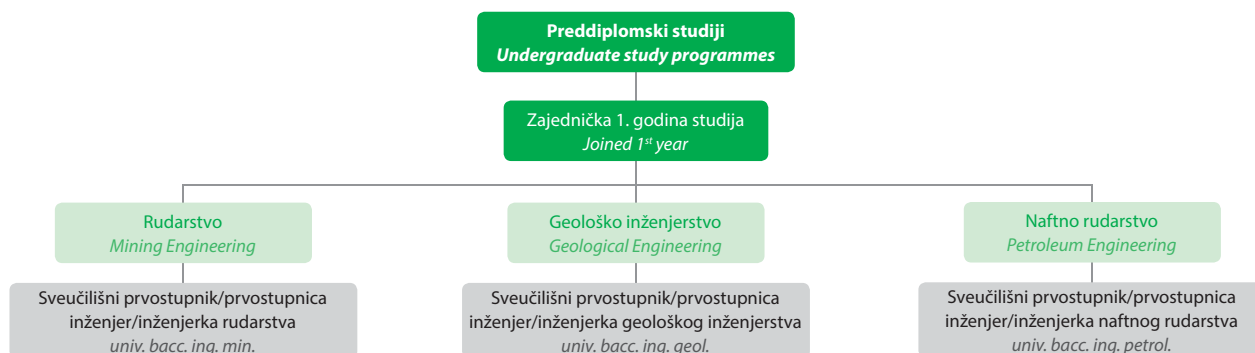 Preddiplomski studiji
Undergraduate study programmes
Zajednička 1. godina studija
Joined 1st year
Rudarstvo
Mining Engineering
Geološko inženjerstvo
Geological Engineering
Naftno rudarstvo
Petroleum Engineering
Sveučilišni prvostupnik/prvostupnica
inženjer/inženjerka rudarstva
univ. bacc. ing. min.
Sveučilišni prvostupnik/prvostupnica
inženjer/inženjerka geološkog inženjerstva
univ. bacc. ing. geol.
Sveučilišni prvostupnik/prvostupnica
inženjer/inženjerka naftnog rudarstva
univ. bacc. ing. petrol.